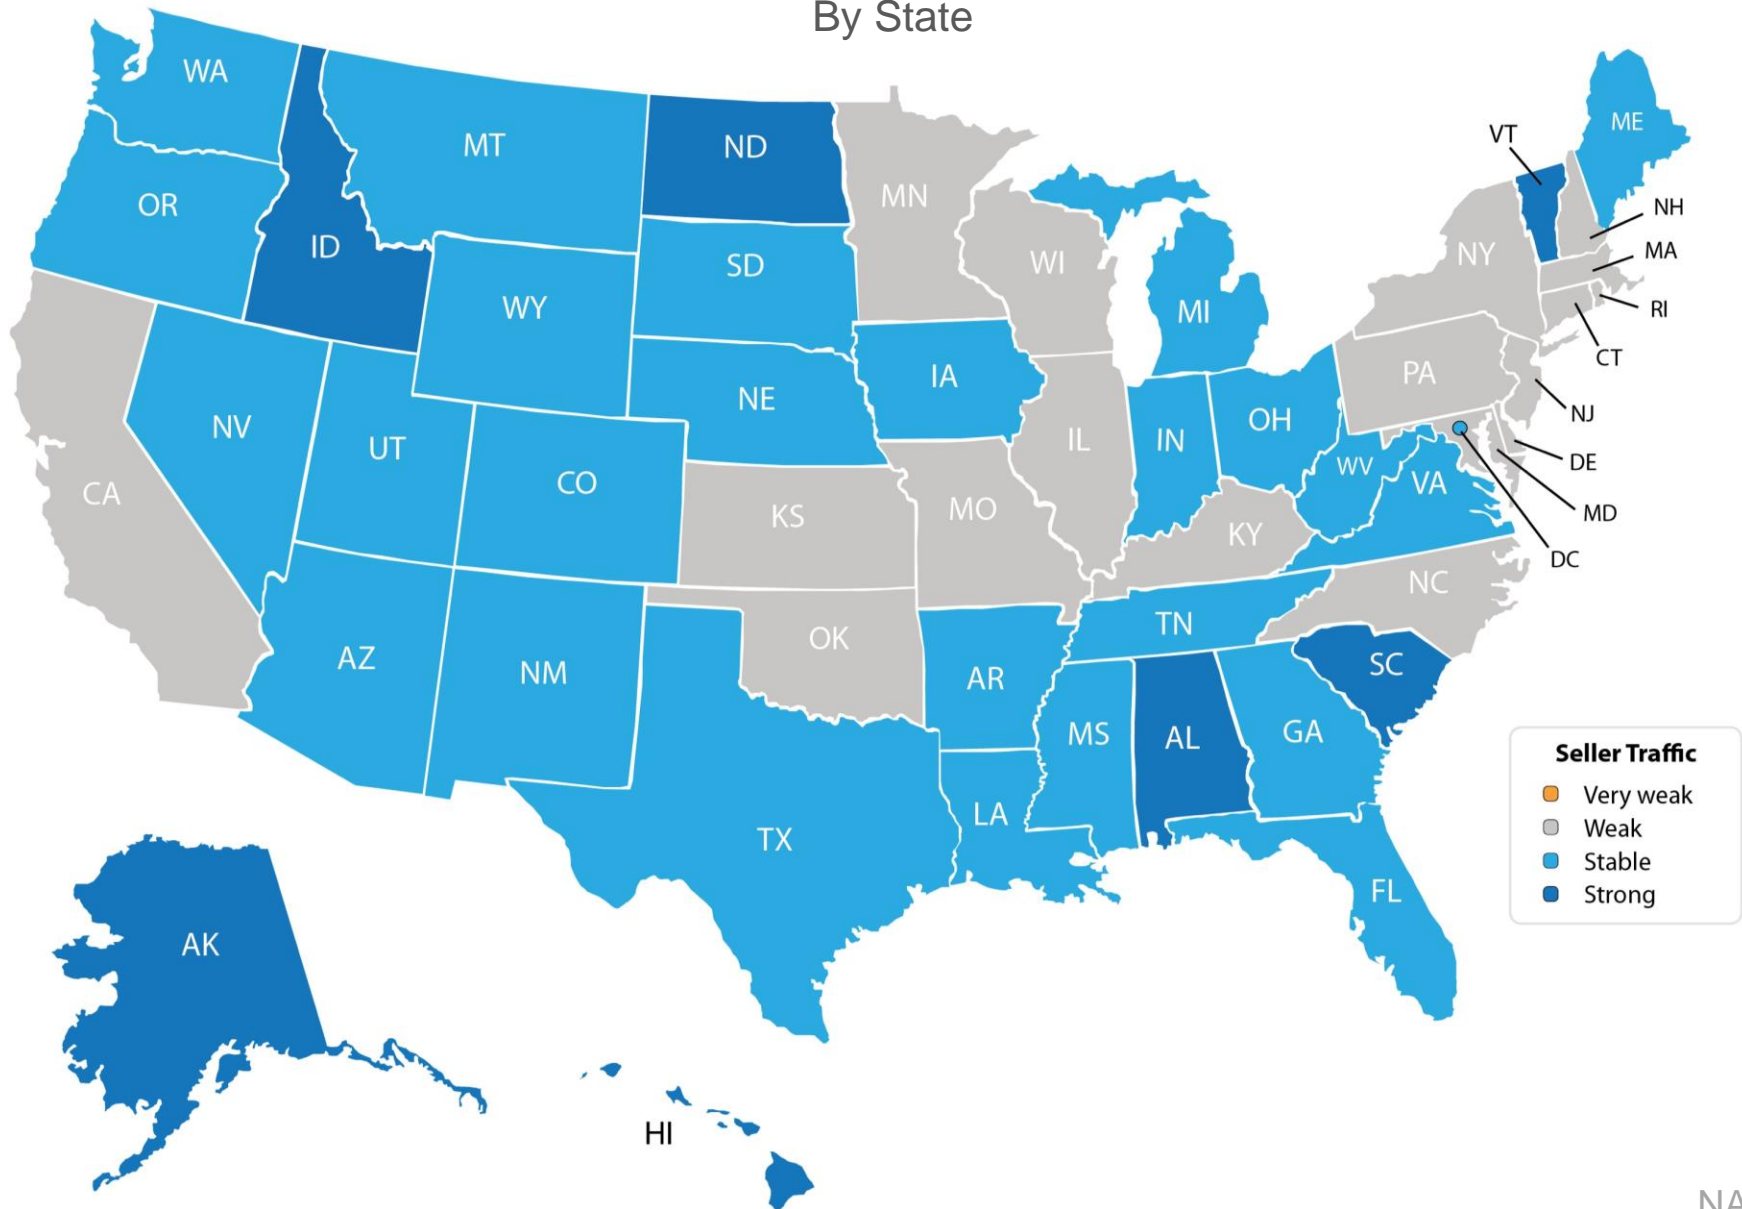 By State
WA
MT
ND
MN
ME
VT
OR
ID
SD
WI
NY
NH
MA
WY
MI
RI
CT
NE
IA
PA
NV
UT
CO
IL
IN
OH
NJ
WV
VA
DE
CA
KS
MO
KY
MD
DC
NC
AZ
NM
OK
TN
AR
SC
MS
AL
GA
TX
LA
FL
Seller Traffic
Very weak
Weak
Stable
Strong
AK
HI